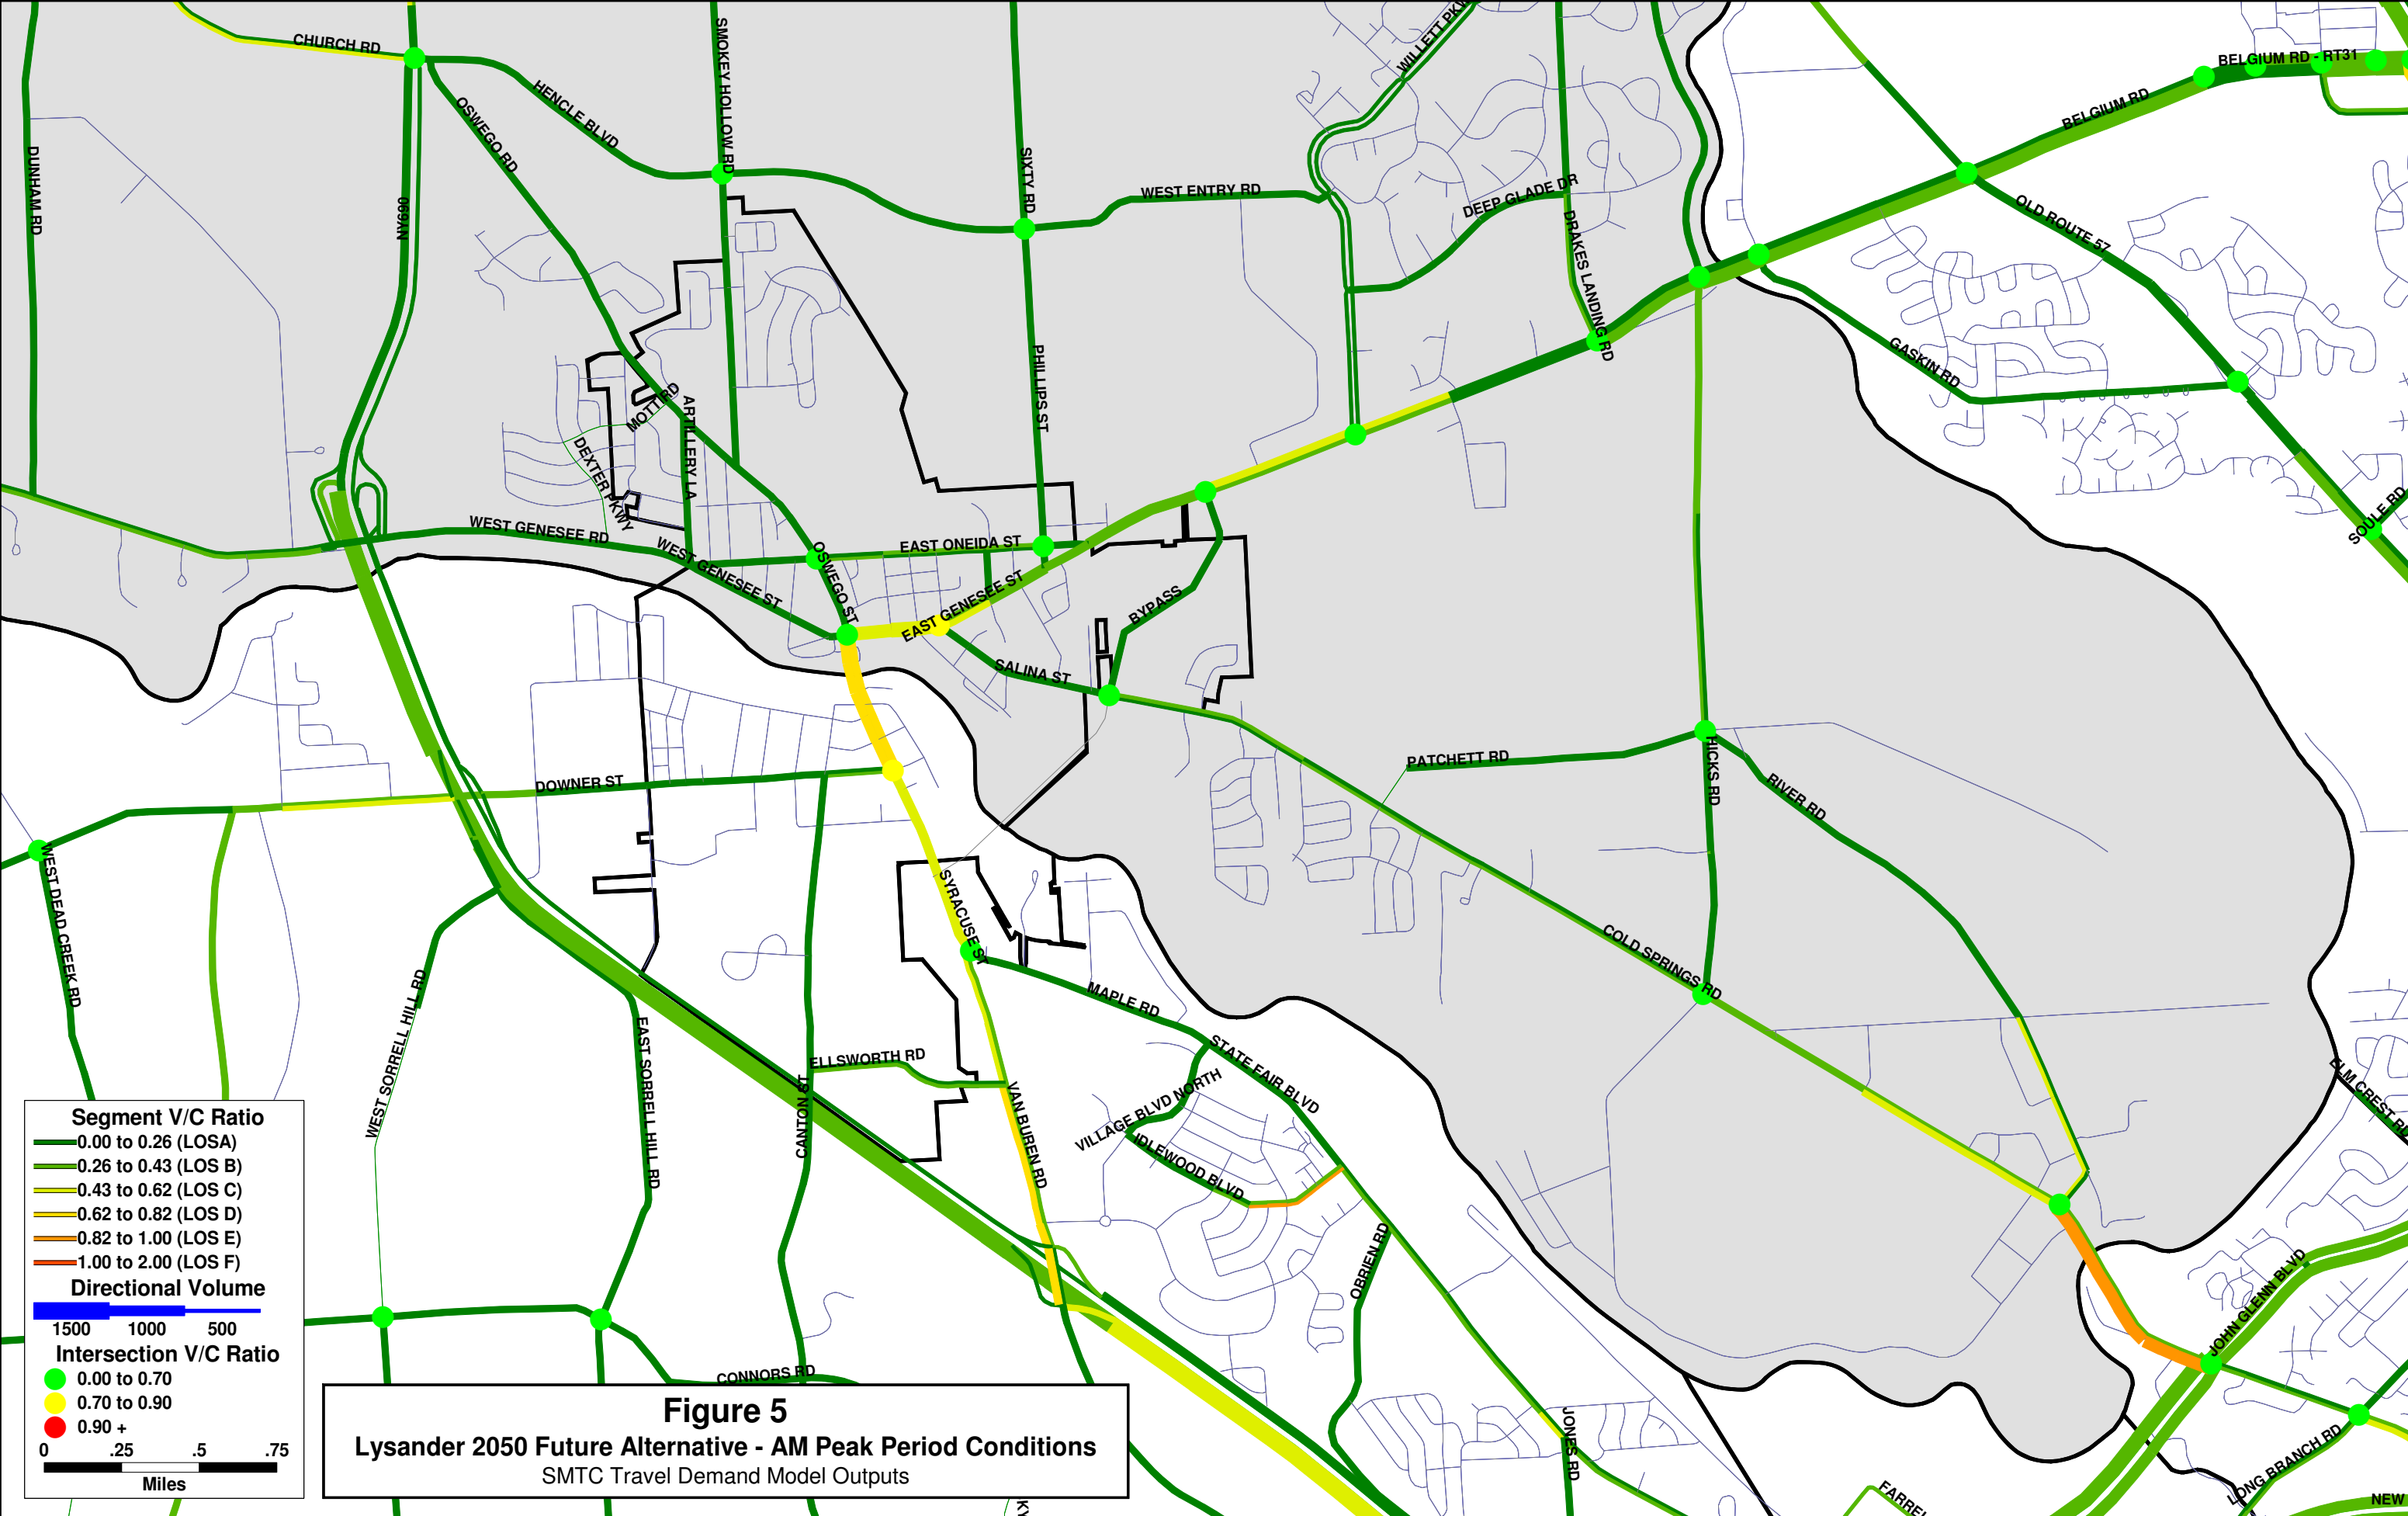 CHURCH RD
SMOKEY HOLLOW RD
WILLETT PKW
BELGIUM RD - RT31
BELGIUM RD
HENCLE BLVD
OSWEGO RD
DUNHAM RD
NY690
SIXTY RD
WEST ENTRY RD
DEEP GLADE DR
DRAKES LANDING RD
OLD ROUTE 57
GASKIN RD
PHILLIPS ST
MOTT RD
ARTILLERY LA
DEXTER PKWY
SOULE RD
WEST GENESEE RD
WEST GENESEE ST
OSWEGO ST
EAST ONEIDA ST
EAST GENESEE ST
BYPASS
SALINA ST
PATCHETT RD
HICKS RD
RIVER RD
DOWNER ST
WEST DEAD CREEK RD
SYRACUSE ST
COLD SPRINGS RD
WEST SORRELL HILL RD
EAST SORRELL HILL RD
MAPLE RD
STATE FAIR BLVD
ELLSWORTH RD
CANTON ST
VAN BUREN RD
VILLAGE BLVD NORTH
IDLEWOOD BLVD
ELM CREST RD
OBRIEN RD
JOHN GLENN BLVD
CONNORS RD
JONES RD
LONG BRANCH RD
FARREL
NEW
KY
Segment V/C Ratio
0.00 to 0.26 (LOSA)
0.26 to 0.43 (LOS B)
0.43 to 0.62 (LOS C)
0.62 to 0.82 (LOS D)
0.82 to 1.00 (LOS E)
1.00 to 2.00 (LOS F)
Directional Volume
1500 1000 500
Intersection V/C Ratio
0.00 to 0.70
0.70 to 0.90
0.90 +
0 .25 .5 .75
Miles
Figure 5
Lysander 2050 Future Alternative - AM Peak Period Conditions
SMTC Travel Demand Model Outputs